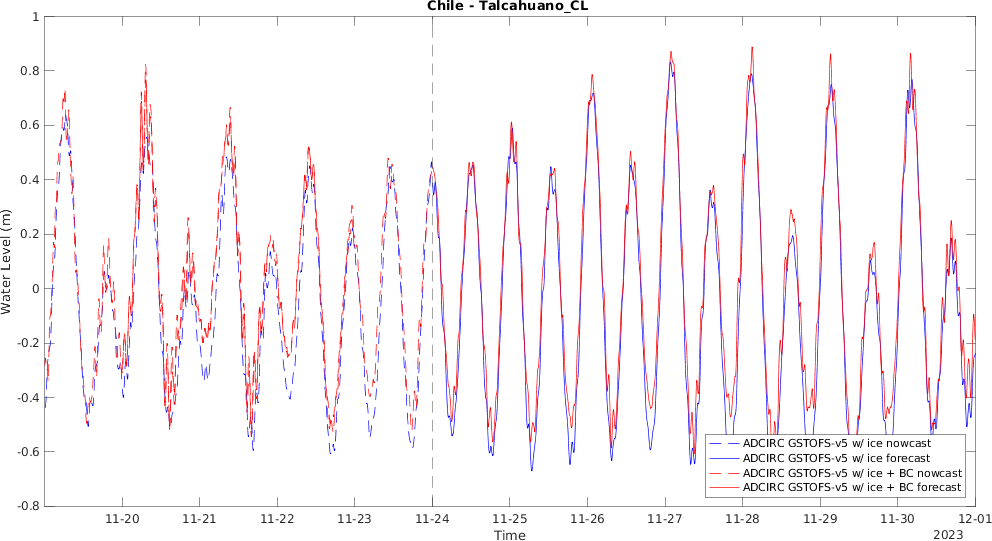 Chile - Talcahuano_CL
1
0.8
0.6
0.4
0.2
0
-0.2
-0.4
-0.6
-0.8
Water Level (m)
ADCIRC GSTOFS-v5 w/ ice nowcast
ADCIRC GSTOFS-v5 w/ ice forecast
ADCIRC GSTOFS-v5 w/ ice + BC nowcast
ADCIRC GSTOFS-v5 w/ ice + BC forecast
11-20 11-21 11-22 11-23 11-24 11-25 11-26 11-27 11-28 11-29 11-30 12-01
Time
2023